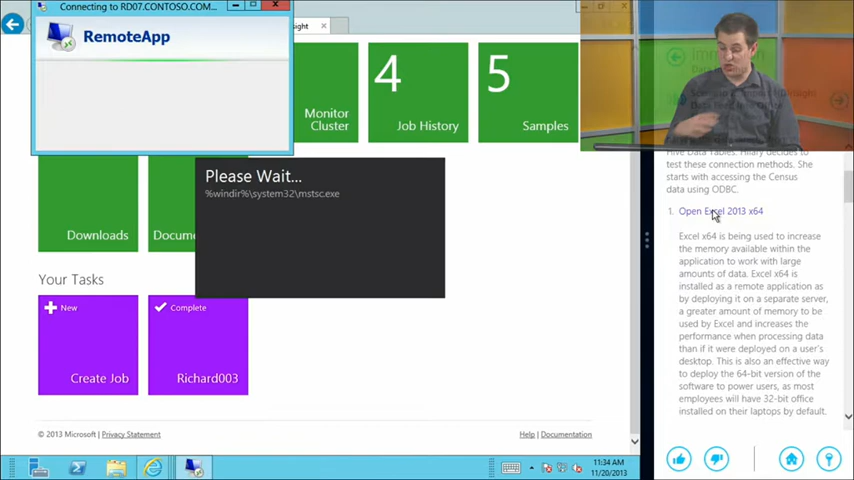 Connecting to RD07.CONTOSO.COM...
RemoteApp
Monitor
Cluster
4
Job History
5
Samples
Please Wait...
%windir%\system32\mstsc.exe
Downloads
Your Tasks
New
Create Job
Complete
Richard003
© 2013 Microsoft | Privacy Statement
Help | Documentation
11:34 AM
11/20/2013
Hive Data Tables. Hilary decides to
test these connection methods. She
starts with accessing the Census
data using ODBC.
1. Open Excel 2013 x64
Excel x64 is being used to increase
the memory available within the
application to work with large
amounts of data. Excel x64 is
installed as a remote application as
by deploying it on a separate server,
a greater amount of memory to be
used by Excel and increases the
performance when processing data
than if it were deployed on a user's
desktop. This is also an effective way
to deploy the 64-bit version of the
software to power users, as most
employees will have 32-bit office
installed on their laptops by default.